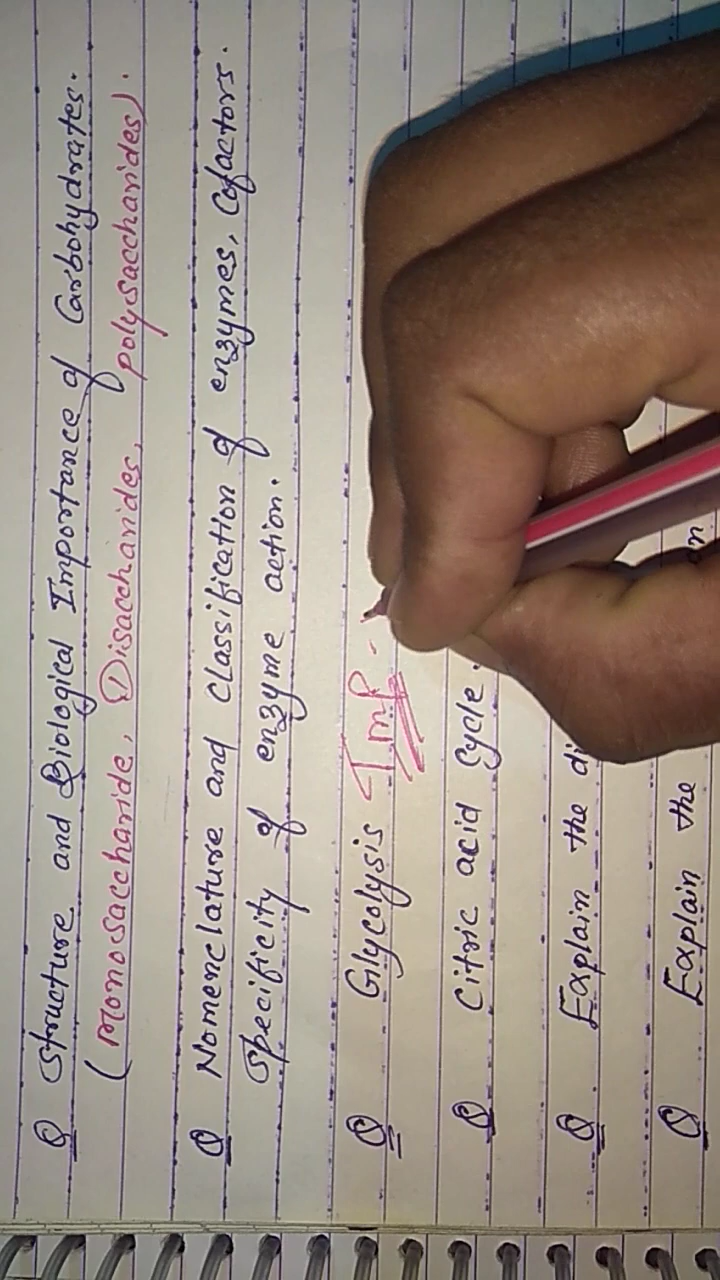 Q Structure and Biological Importance of Carbohydrates.
(Monosaccharide, Disaccharides, polysaccharides).
Q Nomenclature and Classification of enzymes, Cofactors.
Specificity of enzyme action.
Q Glycolysis Imp.
Q Citric acid Cycle.
Q. Explain the
Q Explain the